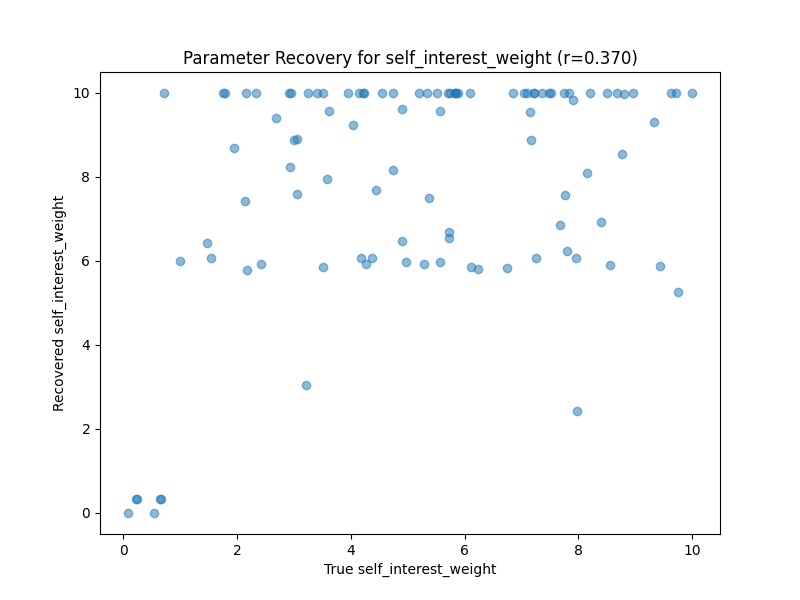 Parameter Recovery for self_interest_weight (r=0.370)
Recovered self_interest_weight
10
8
6
4
2
0
0 2 4 6 8 10
True self_interest_weight